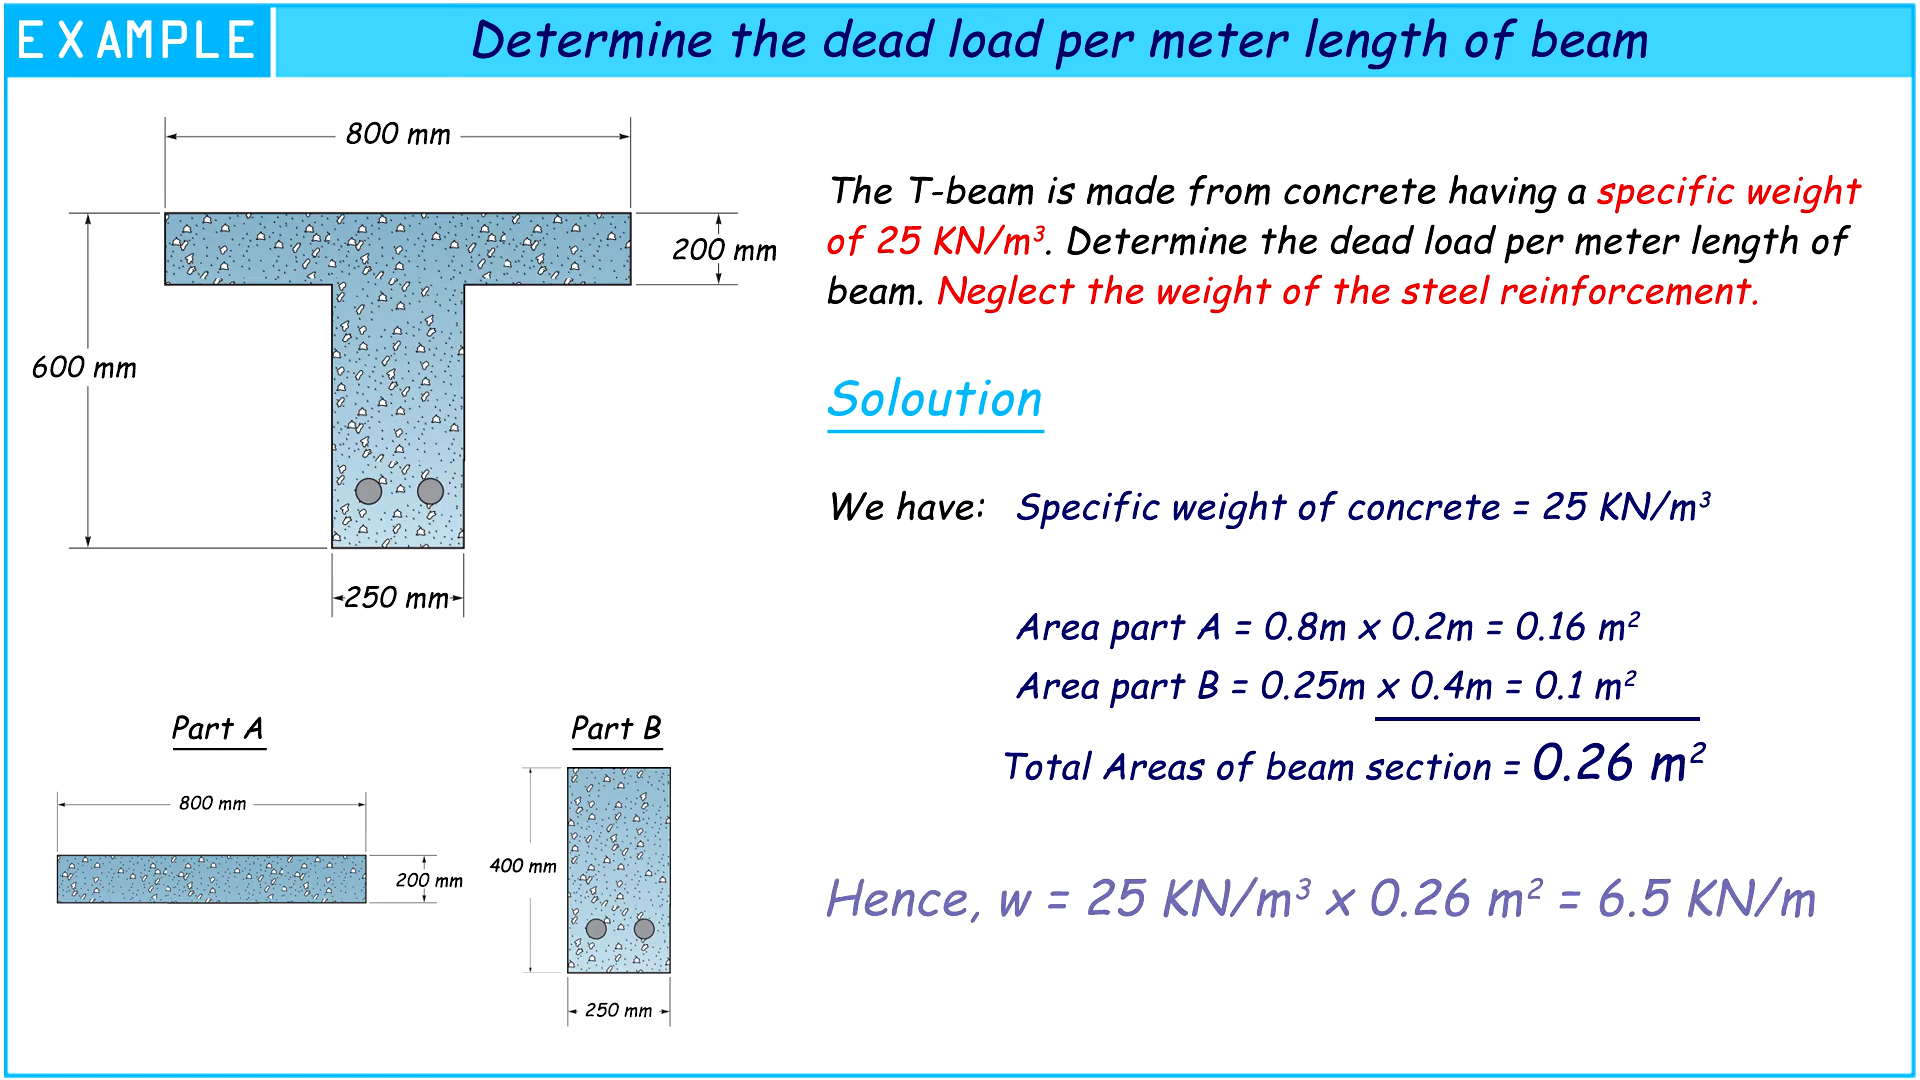 EXAMPLE
Determine the dead load per meter length of beam
800 mm
200 mm
600 mm
250 mm
The T-beam is made from concrete having a specific weight
of 25 KN/m³. Determine the dead load per meter length of
beam. Neglect the weight of the steel reinforcement.
Soloution
We have: Specific weight of concrete = 25 KN/m³
Area part A = 0.8m x 0.2m = 0.16 m²
Area part B = 0.25m x 0.4m = 0.1 m²
Total Areas of beam section = 0.26 m²
Hence, w = 25 KN/m³ x 0.26 m² = 6.5 KN/m
Part A
800 mm
200 mm
Part B
400 mm
250 mm